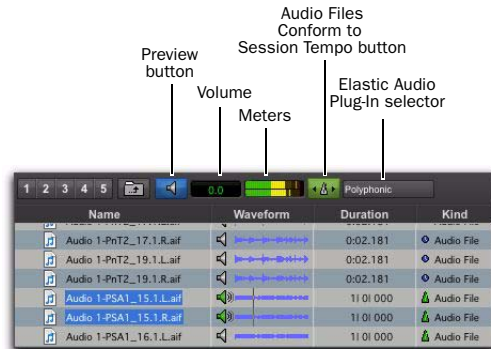 Audio Files
Conform to
Session Tempo button
Preview
button
Volume
Meters
Elastic Audio
Plug-In selector
1 2 3 4 5 0.0 Polyphonic
Name Waveform Duration Kind
Audio 1-PnT2_17.1.R.aif 0:02.181 Audio File
Audio 1-PnT2_19.1.L.aif 0:02.181 Audio File
Audio 1-PnT2_19.1.R.aif 0:02.181 Audio File
Audio 1-PSA1_15.1.L.aif 1| 0| 000 Audio File
Audio 1-PSA1_15.1.R.aif 1| 0| 000 Audio File
Audio 1-PSA1_16.1.L.aif 1| 0| 000 Audio File